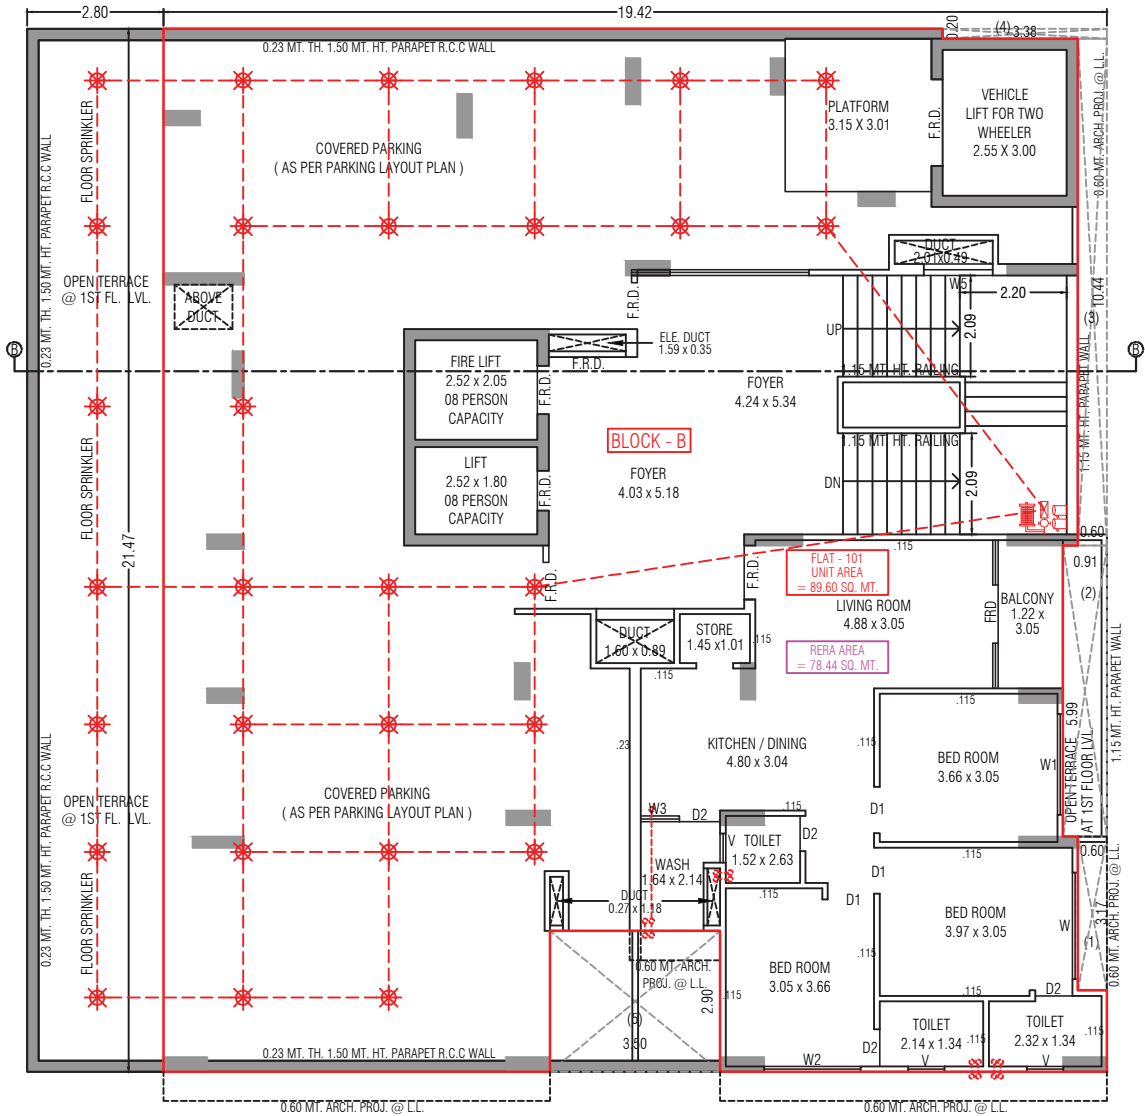 2.80
19.42
0.20
(4) 3.38
0.23 MT. TH. 1.50 MT. HT. PARAPET R.C.C WALL
FLOOR SPRINKLER
0.23 MT. TH. 1.50 MT. HT. PARAPET R.C.C WALL
COVERED PARKING
( AS PER PARKING LAYOUT PLAN )
PLATFORM
3.15 X 3.01
F.R.D.
VEHICLE
LIFT FOR TWO
WHEELER
2.55 X 3.00
0.60 MT. ARCH. PROJ. @ L.L.
OPEN TERRACE
@ 1ST FL. LVL.
ABOVE
DUCT
DUCT
2.01x0.49
W5
2.20
10.44
(3)
F.R.D.
ELE. DUCT
1.59 x 0.35
F.R.D.
UP
2.09
B
B
FIRE LIFT
2.52 x 2.05
08 PERSON
CAPACITY
F.R.D.
FOYER
4.24 x 5.34
1.15 MT. HT. RAILING
1.15 MT. HT. PARAPET WALL
BLOCK - B
1.15 MT. HT. RAILING
LIFT
2.52 x 1.80
08 PERSON
CAPACITY
F.R.D.
FOYER
4.03 x 5.18
DN
2.09
FLOOR SPRINKLER
21.47
0.60
.115
F.R.D.
F.R.D.
FLAT - 101
UNIT AREA
= 89.60 SQ. MT.
LIVING ROOM
4.88 x 3.05
FRD
BALCONY
1.22 x
3.05
0.91
(2)
DUCT
1.60 x 0.89
STORE
1.45 x1.01
.115
.115
RERA AREA
= 78.44 SQ. MT.
1.15 MT. HT. PARAPET WALL
.115
.23
KITCHEN / DINING
4.80 x 3.04
.115
BED ROOM
3.66 x 3.05
W1
OPEN TERRACE 5.99
AT 1ST FLOOR LVL.
0.23 MT. TH. 1.50 MT. HT. PARAPET R.C.C WALL
OPEN TERRACE
@ 1ST FL. LVL.
COVERED PARKING
( AS PER PARKING LAYOUT PLAN )
W3
D2
.115
D1
V
TOILET
1.52 x 2.63
D2
.115
0.60
WASH
1.64 x 2.14
D1
DUCT
0.27 x 1.18
.115
D1
BED ROOM
3.97 x 3.05
W
3.17
(1)
0.60 MT. ARCH. PROJ. @ L.L.
FLOOR SPRINKLER
0.60 MT. ARCH.
PROJ. @ L.L.
2.90
.115
BED ROOM
3.05 x 3.66
.115
.115
D2
(5)
3.50
TOILET
2.14 x 1.34
.115
TOILET
2.32 x 1.34
.115
D2
W2
V
V
0.23 MT. TH. 1.50 MT. HT. PARAPET R.C.C WALL
0.60 MT. ARCH. PROJ. @ L.L.
0.60 MT. ARCH. PROJ. @ L.L.